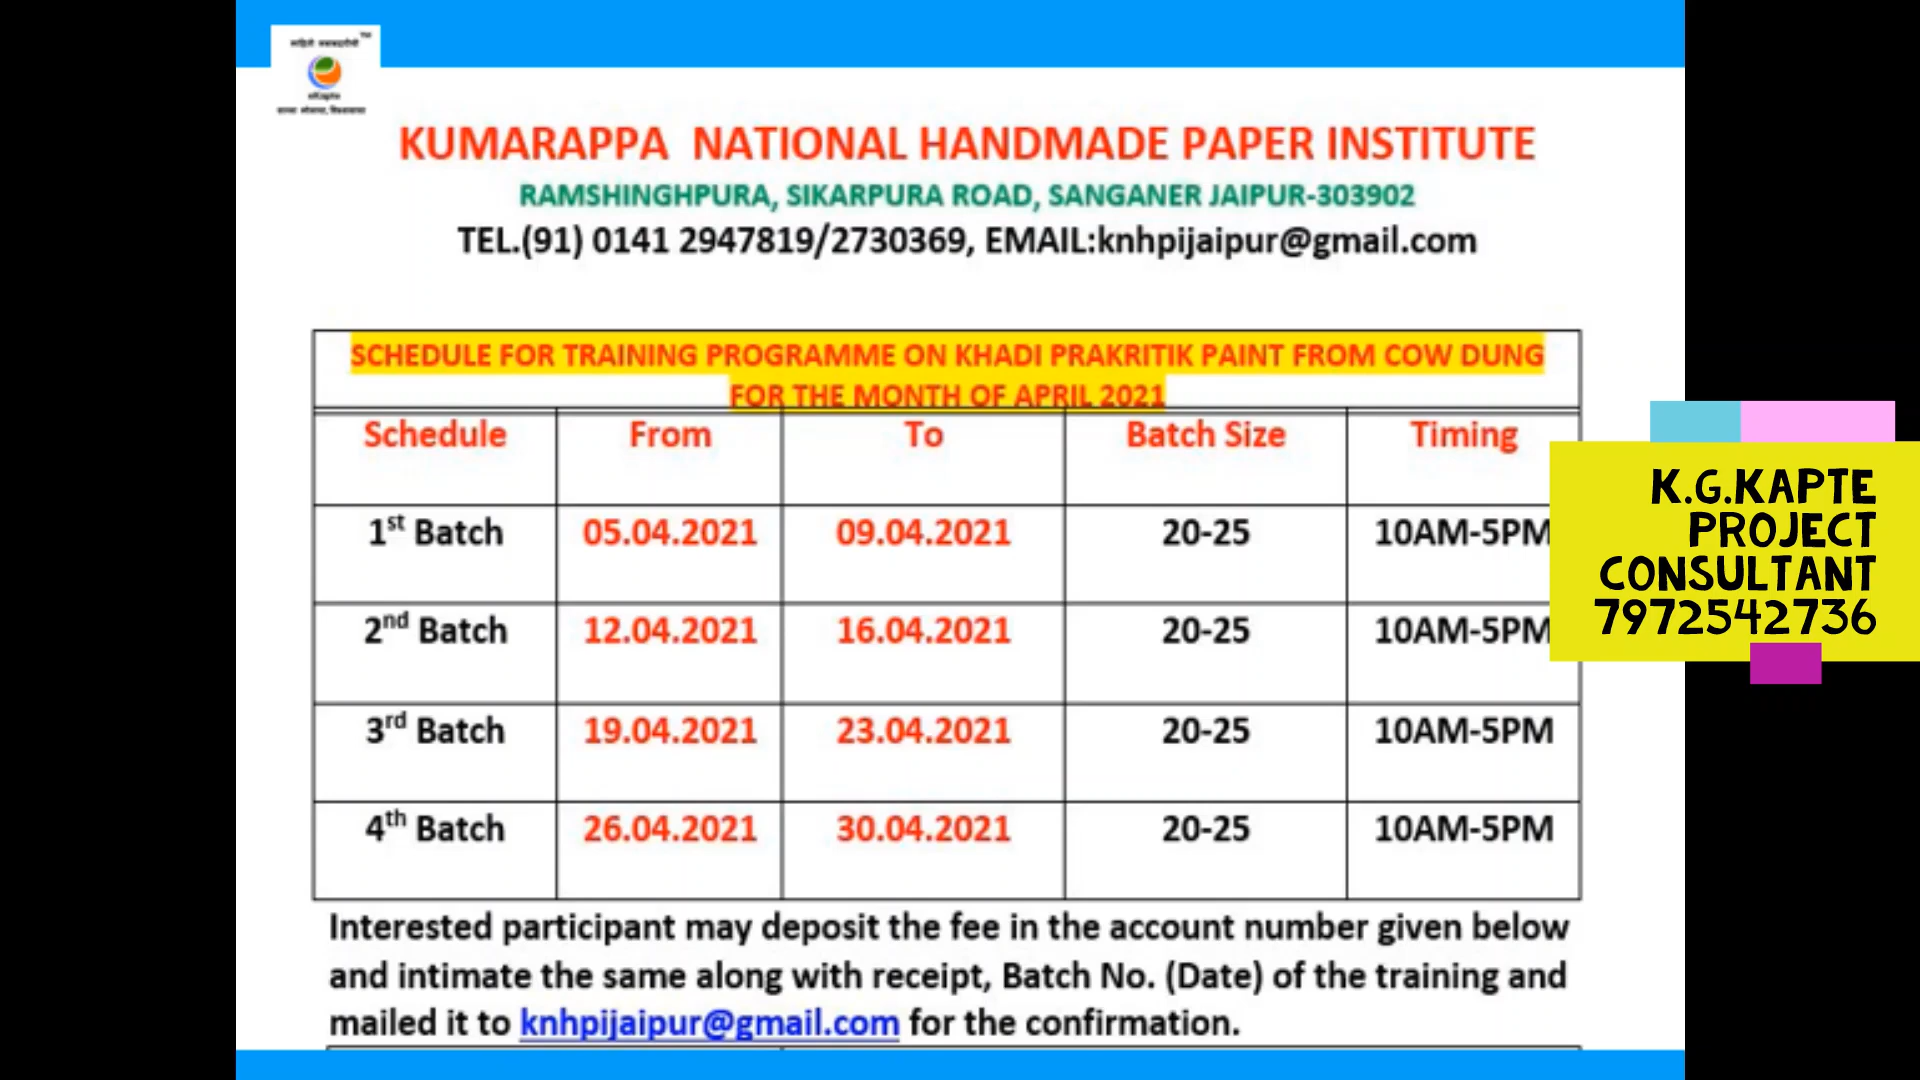 eKapte
KUMARAPPA NATIONAL HANDMADE PAPER INSTITUTE
RAMSHINGHPURA, SIKARPURA ROAD, SANGANER JAIPUR-303902
TEL.(91) 0141 2947819/2730369, EMAIL:knhpijaipur@gmail.com
SCHEDULE FOR TRAINING PROGRAMME ON KHADI PRAKRITIK PAINT FROM COW DUNG
FOR THE MONTH OF APRIL 2021
Schedule From To Batch Size Timing
1st Batch 05.04.2021 09.04.2021 20-25 10AM-5PM
2nd Batch 12.04.2021 16.04.2021 20-25 10AM-5PM
3rd Batch 19.04.2021 23.04.2021 20-25 10AM-5PM
4th Batch 26.04.2021 30.04.2021 20-25 10AM-5PM
Interested participant may deposit the fee in the account number given below
and intimate the same along with receipt, Batch No. (Date) of the training and
mailed it to knhpijaipur@gmail.com for the confirmation.
K.G.KAPTE
PROJECT
CONSULTANT
7972542736